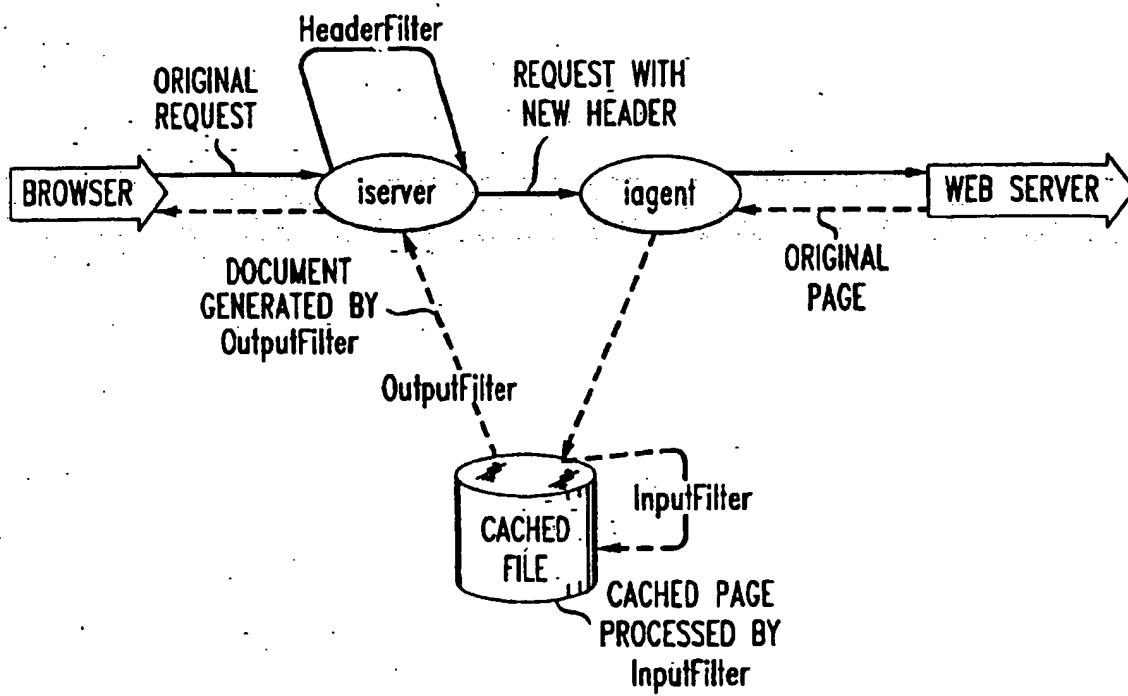 HeaderFilter
ORIGINAL
REQUEST
REQUEST WITH
NEW HEADER
BROWSER
iserver
iagent
WEB SERVER
DOCUMENT
GENERATED BY
OutputFilter
ORIGINAL
PAGE
OutputFilter
InputFilter
CACHED
FILE
CACHED PAGE
PROCESSED BY
InputFilter